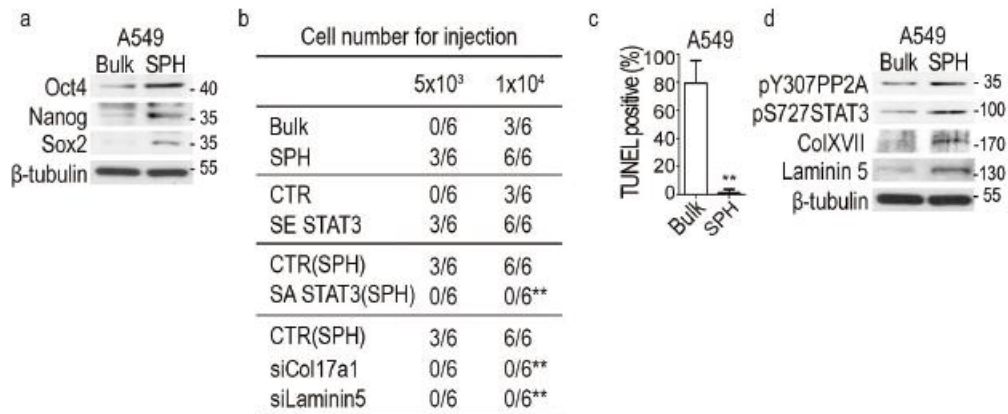 a
A549
Bulk SPH
Oct4 - 40
Nanog - 35
Sox2 - 35
β-tubulin - 55
b
Cell number for injection
5x10³ 1x10⁴
Bulk 0/6 3/6
SPH 3/6 6/6
CTR 0/6 3/6
SE STAT3 3/6 6/6
CTR(SPH) 3/6 6/6
SA STAT3(SPH) 0/6 0/6**
CTR(SPH) 3/6 6/6
siCol17a1 0/6 0/6**
siLaminin5 0/6 0/6**
c
A549
TUNEL positive (%)
100
80
60
40
20
0
**
Bulk
SPH
d
A549
Bulk SPH
pY307PP2A - 35
pS727STAT3 -100
ColXVII -170
Laminin 5 -130
β-tubulin - 55